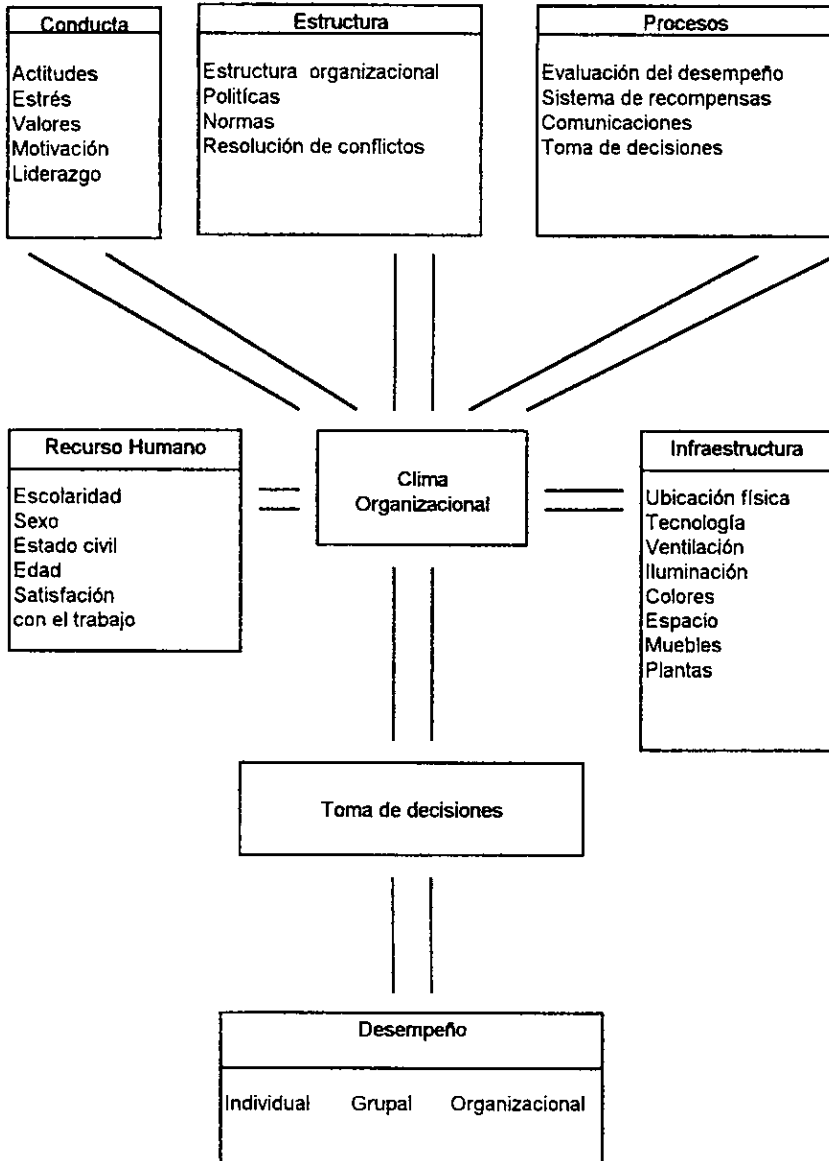 Conducta
Actitudes
Estrés
Valores
Motivación
Liderazgo
Estructura
Estructura organizacional
Politícas
Normas
Resolución de conflictos
Procesos
Evaluación del desempeño
Sistema de recompensas
Comunicaciones
Toma de decisiones
Recurso Humano
Escolaridad
Sexo
Estado civil
Edad
Satisfación
con el trabajo
Clima
Organizacional
Infraestructura
Ubicación física
Tecnología
Ventilación
Iluminación
Colores
Espacio
Muebles
Plantas
Toma de decisiones
Desempeño
Individual Grupal Organizacional